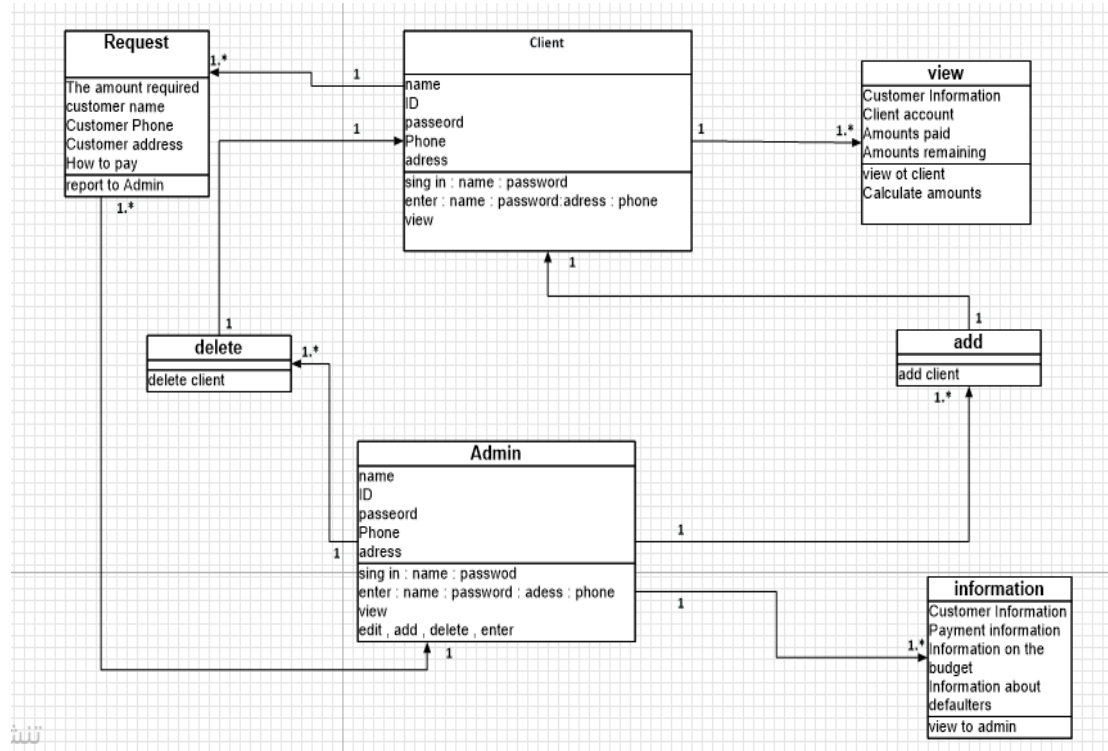 Request
The amount required
customer name
Customer Phone
Customer address
How to pay
report to Admin
1.*
1
1.*
1
Client
name
ID
passeord
Phone
adress
sing in : name : password
enter : name : password:adress : phone
view
1
1.*
1
view
Customer Information
Client account
Amounts paid
Amounts remaining
view ot client
Calculate amounts
1
delete
delete client
1.*
1
add
add client
1.*
Admin
name
ID
passeord
Phone
adress
sing in : name : passwod
enter : name : password : adess : phone
view
edit , add , delete , enter
1
1
1
1
information
Customer Information
Payment information
Information on the
budget
Information about
defaulters
view to admin
1.*